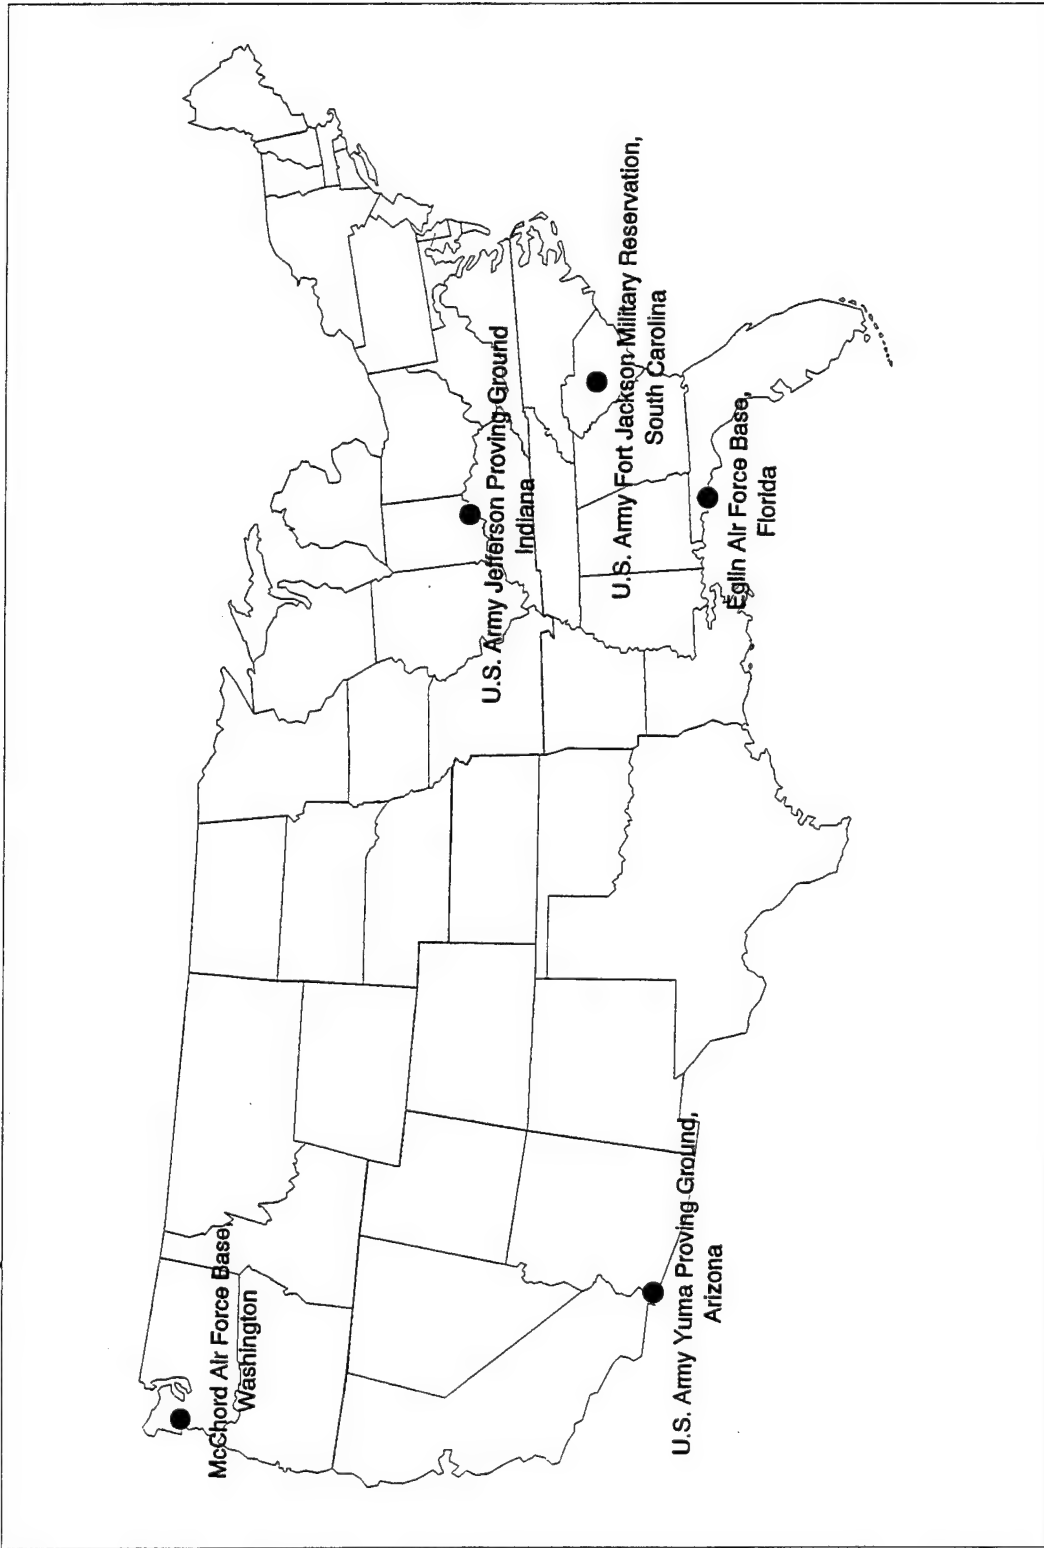 McChord Air Force Base,
Washington
U.S. Army Yuma Proving Ground,
Arizona
U.S. Army Jefferson Proving Ground
Indiana
U.S. Army Fort Jackson Military Reservation,
South Carolina
Eglin Air Force Base,
Florida